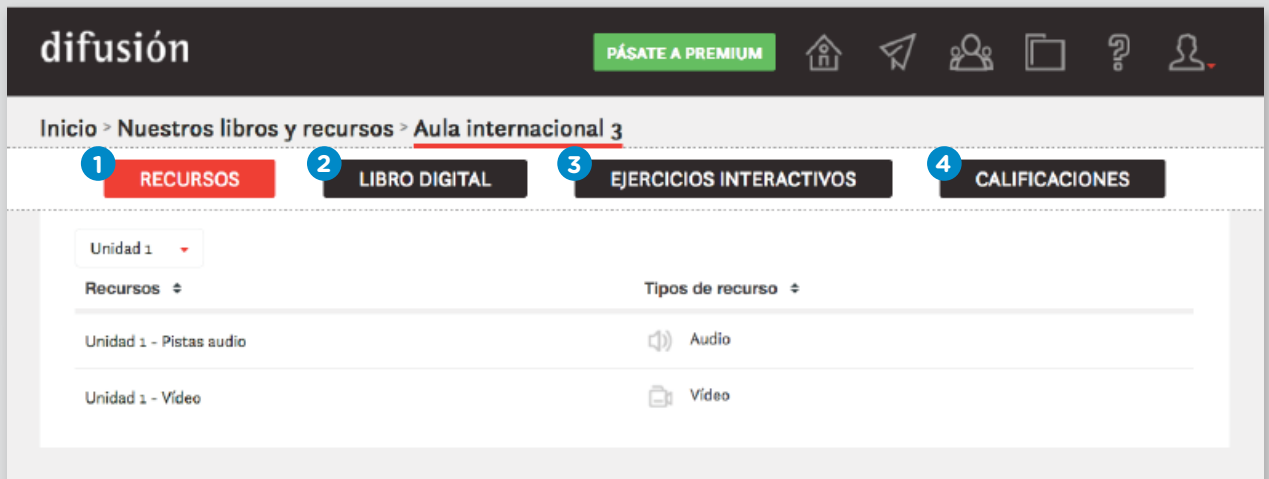 difusión
PÁSATE A PREMIUM
Inicio > Nuestros libros y recursos > Aula internacional 3
1 RECURSOS 2 LIBRO DIGITAL 3 EJERCICIOS INTERACTIVOS 4 CALIFICACIONES
Unidad 1
Recursos Tipos de recurso
Unidad 1 - Pistas audio Audio
Unidad 1 - Vídeo Vídeo